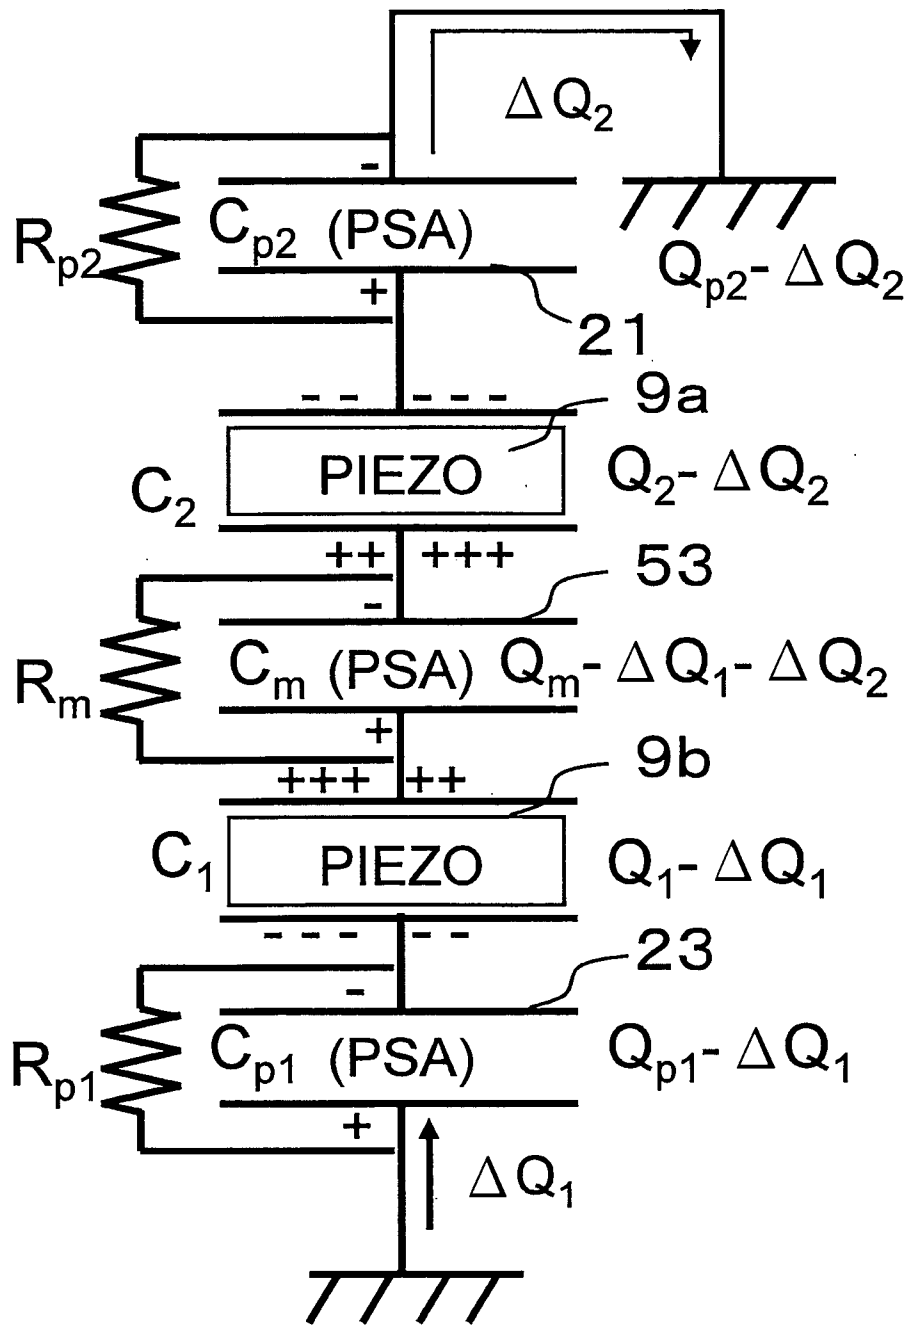 ΔQ₂
-
Rp2
Cp2 (PSA)
Qp2-ΔQ₂
+
21
9a
-- ---
PIEZO
C₂
Q₂-ΔQ₂
++ +++
53
-
Rm
Cm (PSA)
Qm-ΔQ₁-ΔQ₂
+
9b
+++ ++
C₁
PIEZO
Q₁-ΔQ₁
--- --
23
-
Rp1
Cp1 (PSA)
Qp1-ΔQ₁
+
ΔQ₁